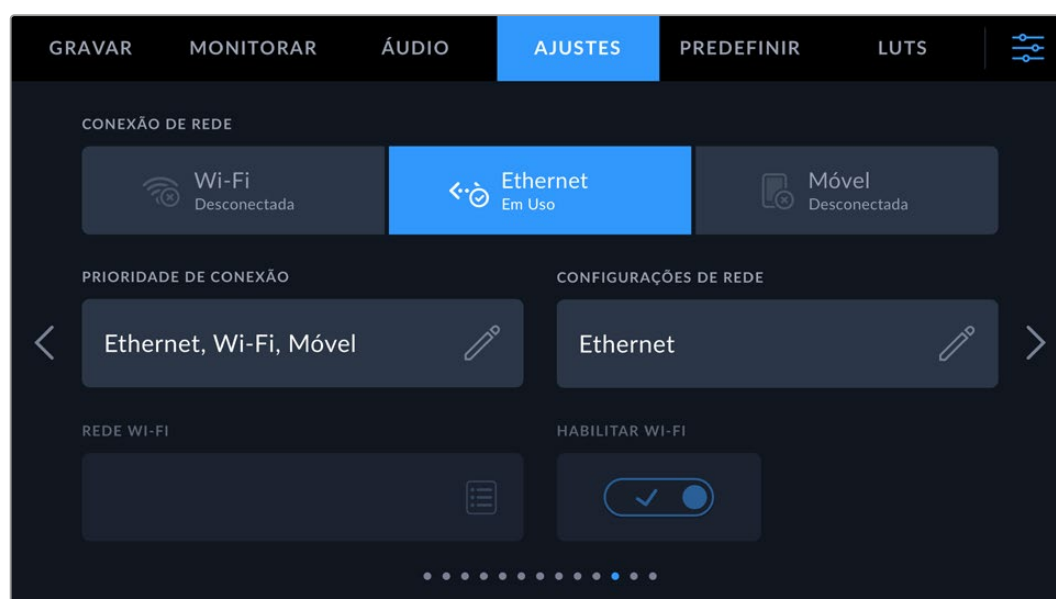 GRAVAR MONITORAR ÁUDIO AJUSTES PREDEFINIR LUTS
CONEXÃO DE REDE
Wi-Fi
Desconectada
Ethernet
Em Uso
Móvel
Desconectada
PRIORIDADE DE CONEXÃO
Ethernet, Wi-Fi, Móvel
CONFIGURAÇÕES DE REDE
Ethernet
REDE WI-FI
HABILITAR WI-FI